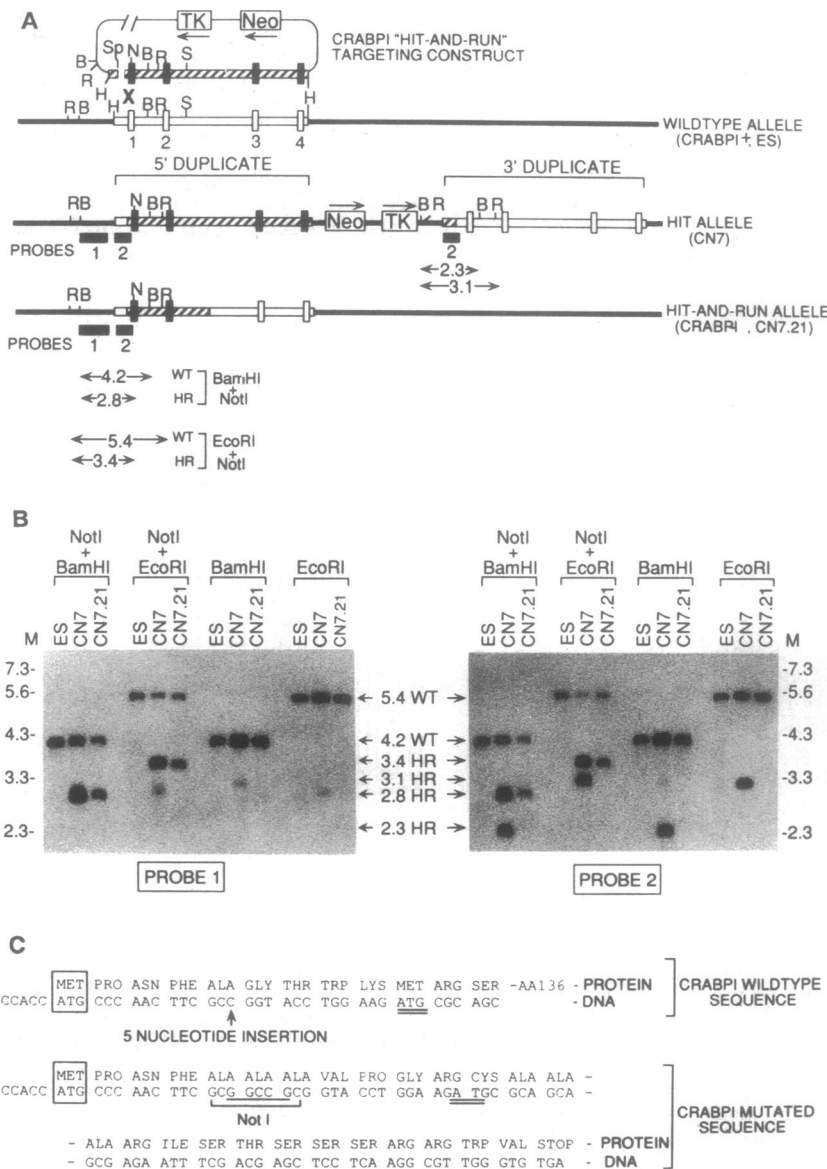 A
TK Neo
CRABPI "HIT-AND-RUN"
TARGETING CONSTRUCT
Sp N B R S
B
R
H
X
R B H B R S H
WILDTYPE ALLELE
(CRABPI+, ES)
1 2 3 4
5' DUPLICATE
3' DUPLICATE
RB N BR Neo TK B R B R
HIT ALLELE
(CN7)
PROBES 1 2 2
2.3
3.1
RB N BR
HIT-AND-RUN ALLELE
(CRABPI-, CN7.21)
PROBES 1 2
4.2 WT BamHI
+
2.8 HR NotI
5.4 WT EcoRI
+
3.4 HR NotI
B
NotI + BamHI
NotI + EcoRI
BamHI
EcoRI
NotI + BamHI
NotI + EcoRI
BamHI
EcoRI
M ES CN7 CN7.21 ES CN7 CN7.21 ES CN7 CN7.21 ES CN7 CN7.21
ES CN7 CN7.21 ES CN7 CN7.21 ES CN7 CN7.21 ES CN7 CN7.21 M
7.3- -7.3
5.6- 5.4 WT -5.6
4.3- 4.2 WT -4.3
3.4 HR
3.3- 3.1 HR -3.3
2.8 HR
2.3- 2.3 HR -2.3
PROBE 1
PROBE 2
C
MET PRO ASN PHE ALA GLY THR TRP LYS MET ARG SER -AA136 - PROTEIN
CCACC ATG CCC AAC TTC GCC GGT ACC TGG AAG ATG CGC AGC - DNA
CRABPI WILDTYPE
SEQUENCE
5 NUCLEOTIDE INSERTION
MET PRO ASN PHE ALA ALA ALA VAL PRO GLY ARG CYS ALA ALA -
CCACC ATG CCC AAC TTC GCG GCC GCG GTA CCT GGA AGA TGC GCA GCA -
Not I
CRABPI MUTATED
SEQUENCE
- ALA ARG ILE SER THR SER SER SER ARG ARG TRP VAL STOP - PROTEIN
- GCG AGA ATT TCG ACG AGC TCC TCA AGG CGT TGG GTG TGA - DNA